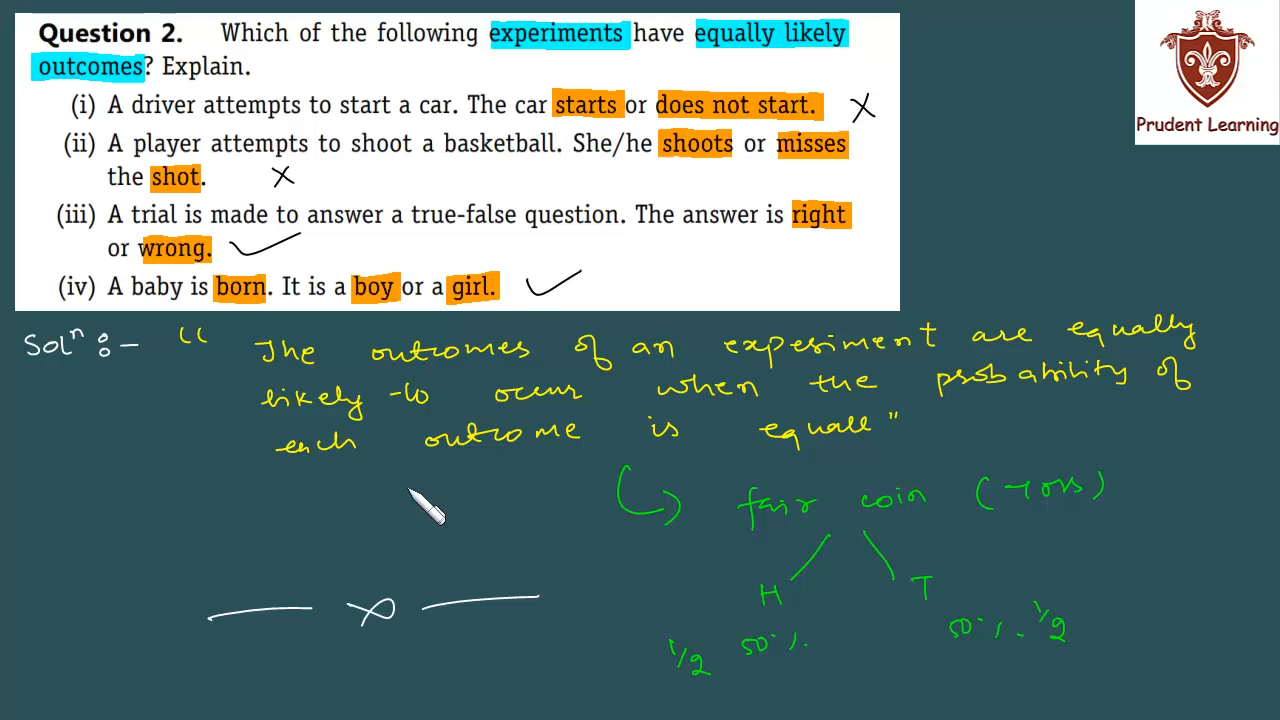 Question 2. Which of the following experiments have equally likely
outcomes? Explain.
(i) A driver attempts to start a car. The car starts or does not start.
(ii) A player attempts to shoot a basketball. She/he shoots or misses
the shot.
(iii) A trial is made to answer a true-false question. The answer is right
or wrong.
(iv) A baby is born. It is a boy or a girl.
Prudent Learning
Solⁿ :- " The outcomes of an experiment are equally
likely to occur when the probability of
each outcome is equall "
fair coin (Toss)
H T
1/2 50% 50% 1/2